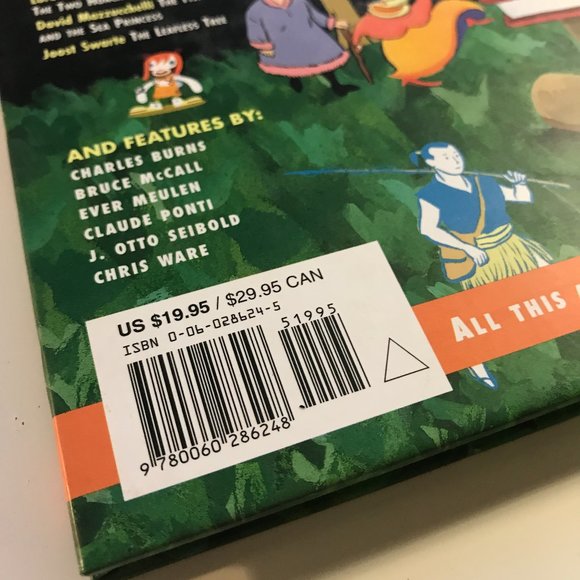 THE TWO
DAVID MAZZUCCHELLI THE
AND THE SEA PRINCESS
JOOST SWARTE THE LEAFLESS TREE
AND FEATURES BY:
CHARLES BURNS
BRUCE McCALL
EVER MEULEN
CLAUDE PONTI
J. OTTO SEIBOLD
CHRIS WARE
US $19.95 / $29.95 CAN
ISBN 0-06-028624-5
51995
9 780060 286248
ALL THIS